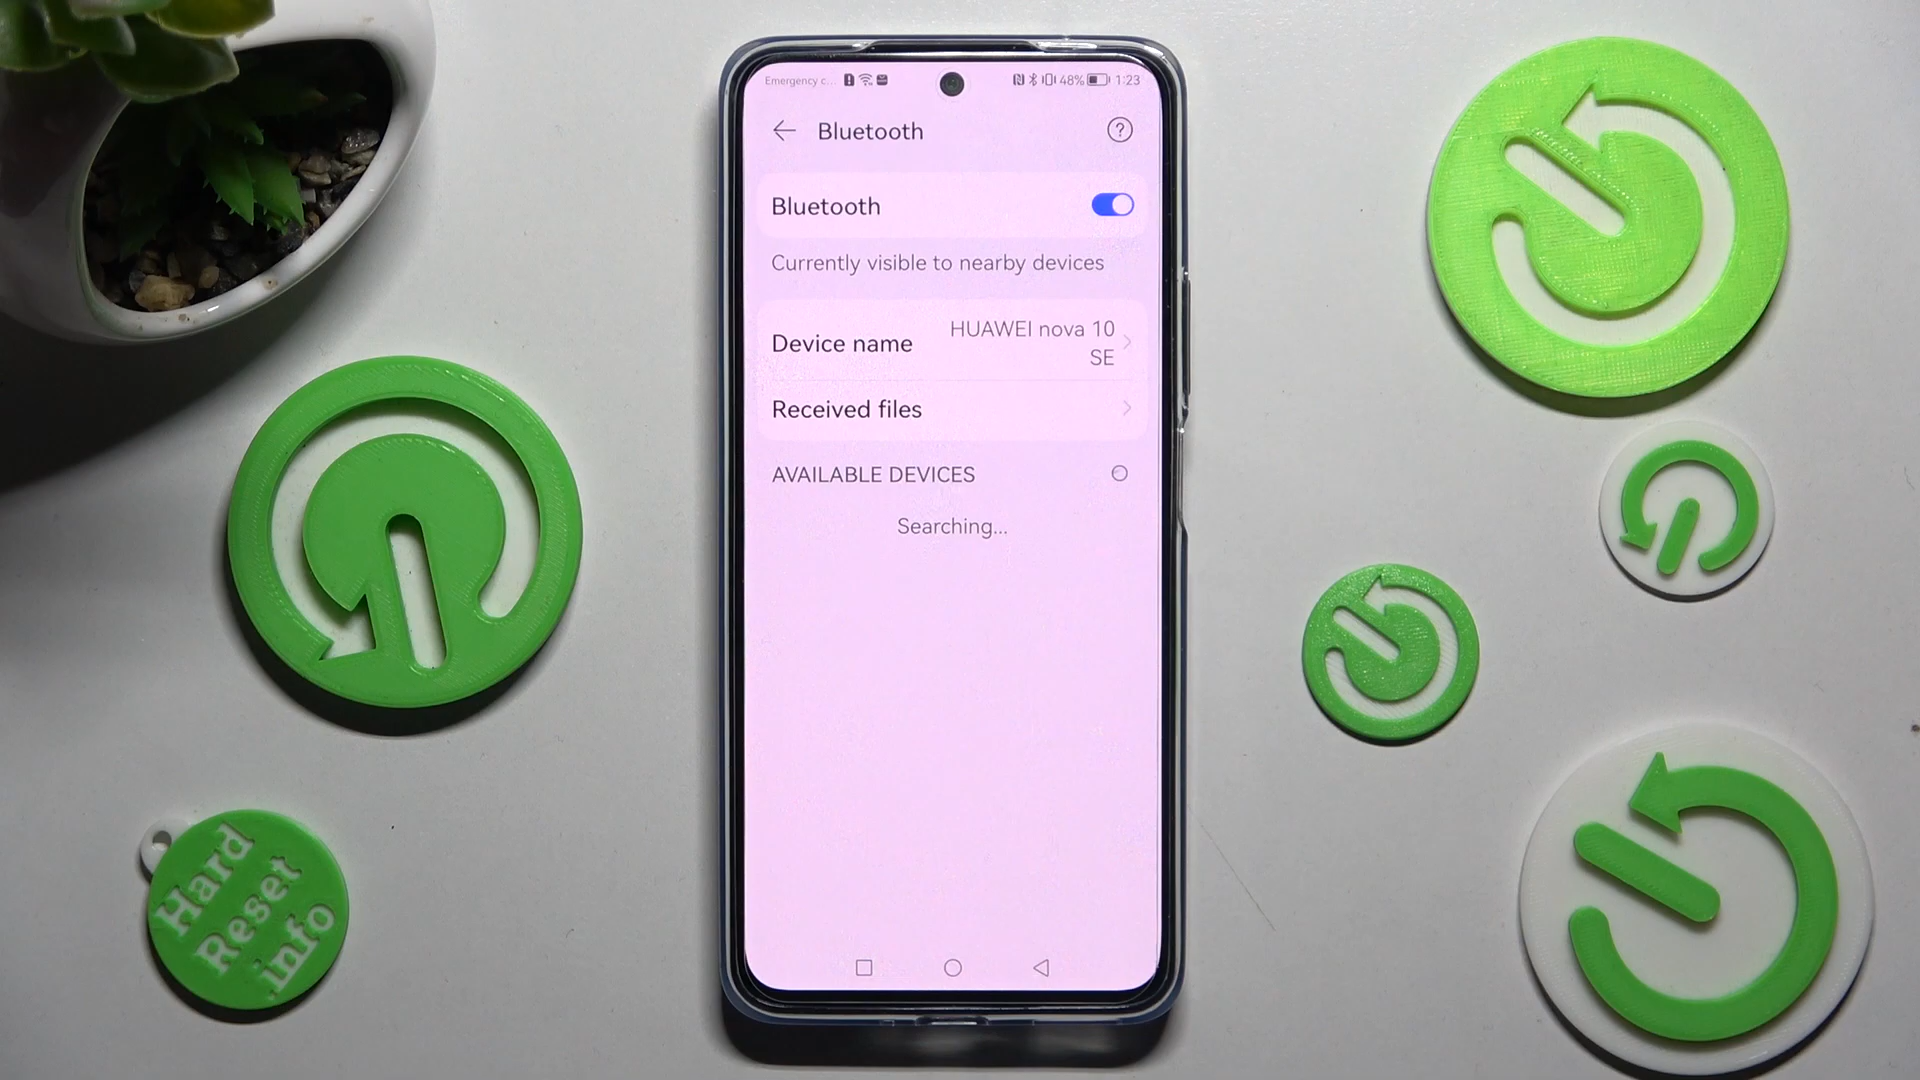 Emergency c... 48% 1:23
Bluetooth
Bluetooth
Currently visible to nearby devices
Device name
HUAWEI nova 10
SE
Received files
AVAILABLE DEVICES
Searching...
Hard
Reset
.info